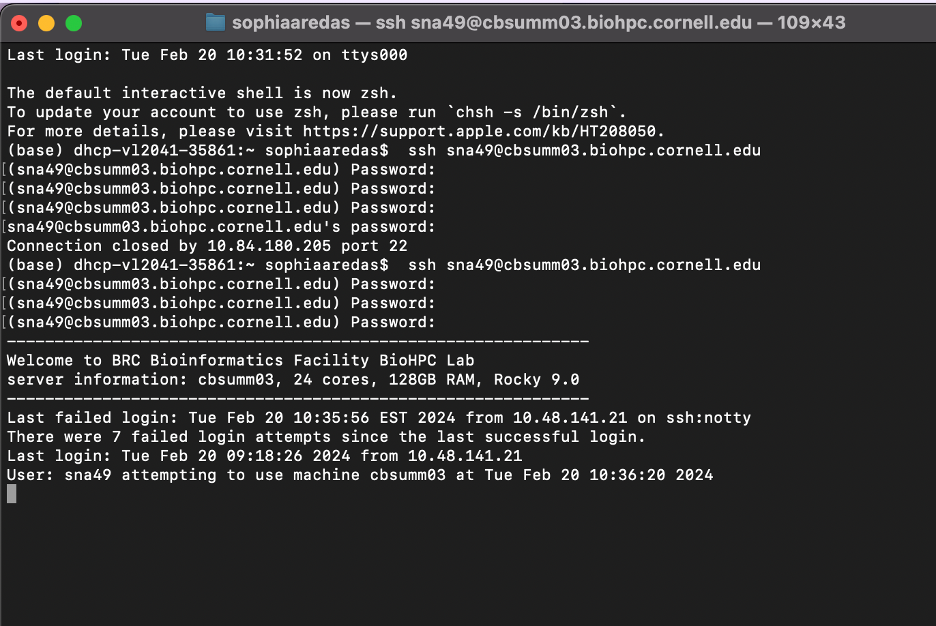 sophiaaredas — ssh sna49@cbsumm03.biohpc.cornell.edu — 109×43
Last login: Tue Feb 20 10:31:52 on ttys000
The default interactive shell is now zsh.
To update your account to use zsh, please run `chsh -s /bin/zsh`.
For more details, please visit https://support.apple.com/kb/HT208050.
(base) dhcp-vl2041-35861:~ sophiaaredas$  ssh sna49@cbsumm03.biohpc.cornell.edu
[(sna49@cbsumm03.biohpc.cornell.edu) Password:
[(sna49@cbsumm03.biohpc.cornell.edu) Password:
[(sna49@cbsumm03.biohpc.cornell.edu) Password:
[sna49@cbsumm03.biohpc.cornell.edu's password:
Connection closed by 10.84.180.205 port 22
(base) dhcp-vl2041-35861:~ sophiaaredas$  ssh sna49@cbsumm03.biohpc.cornell.edu
[(sna49@cbsumm03.biohpc.cornell.edu) Password:
[(sna49@cbsumm03.biohpc.cornell.edu) Password:
[(sna49@cbsumm03.biohpc.cornell.edu) Password:
-------------------------------------------------------------
Welcome to BRC Bioinformatics Facility BioHPC Lab
server information: cbsumm03, 24 cores, 128GB RAM, Rocky 9.0
-------------------------------------------------------------
Last failed login: Tue Feb 20 10:35:56 EST 2024 from 10.48.141.21 on ssh:notty
There were 7 failed login attempts since the last successful login.
Last login: Tue Feb 20 09:18:26 2024 from 10.48.141.21
User: sna49 attempting to use machine cbsumm03 at Tue Feb 20 10:36:20 2024